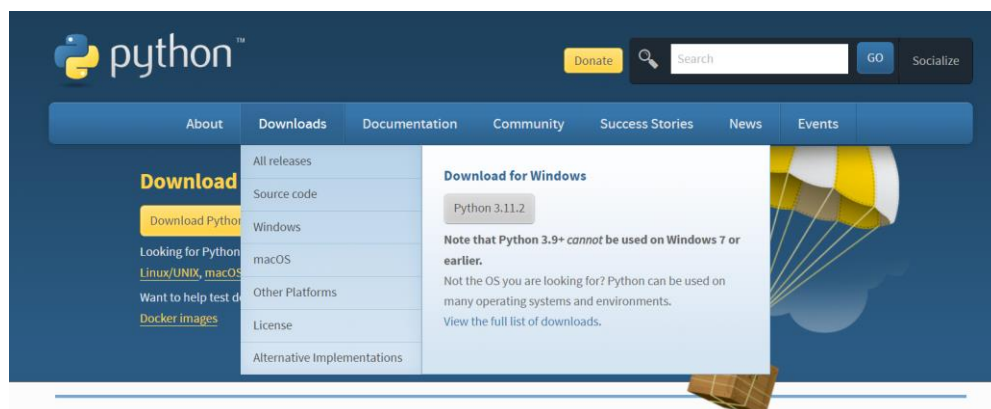 python™
Donate
Search
GO
Socialize
About
Downloads
Documentation
Community
Success Stories
News
Events
Download
Download Python
Looking for Python
Linux/UNIX, macOS
Want to help test
Docker images
All releases
Source code
Windows
macOS
Other Platforms
License
Alternative Implementations
Download for Windows
Python 3.11.2
Note that Python 3.9+ cannot be used on Windows 7 or
earlier.
Not the OS you are looking for? Python can be used on
many operating systems and environments.
View the full list of downloads.